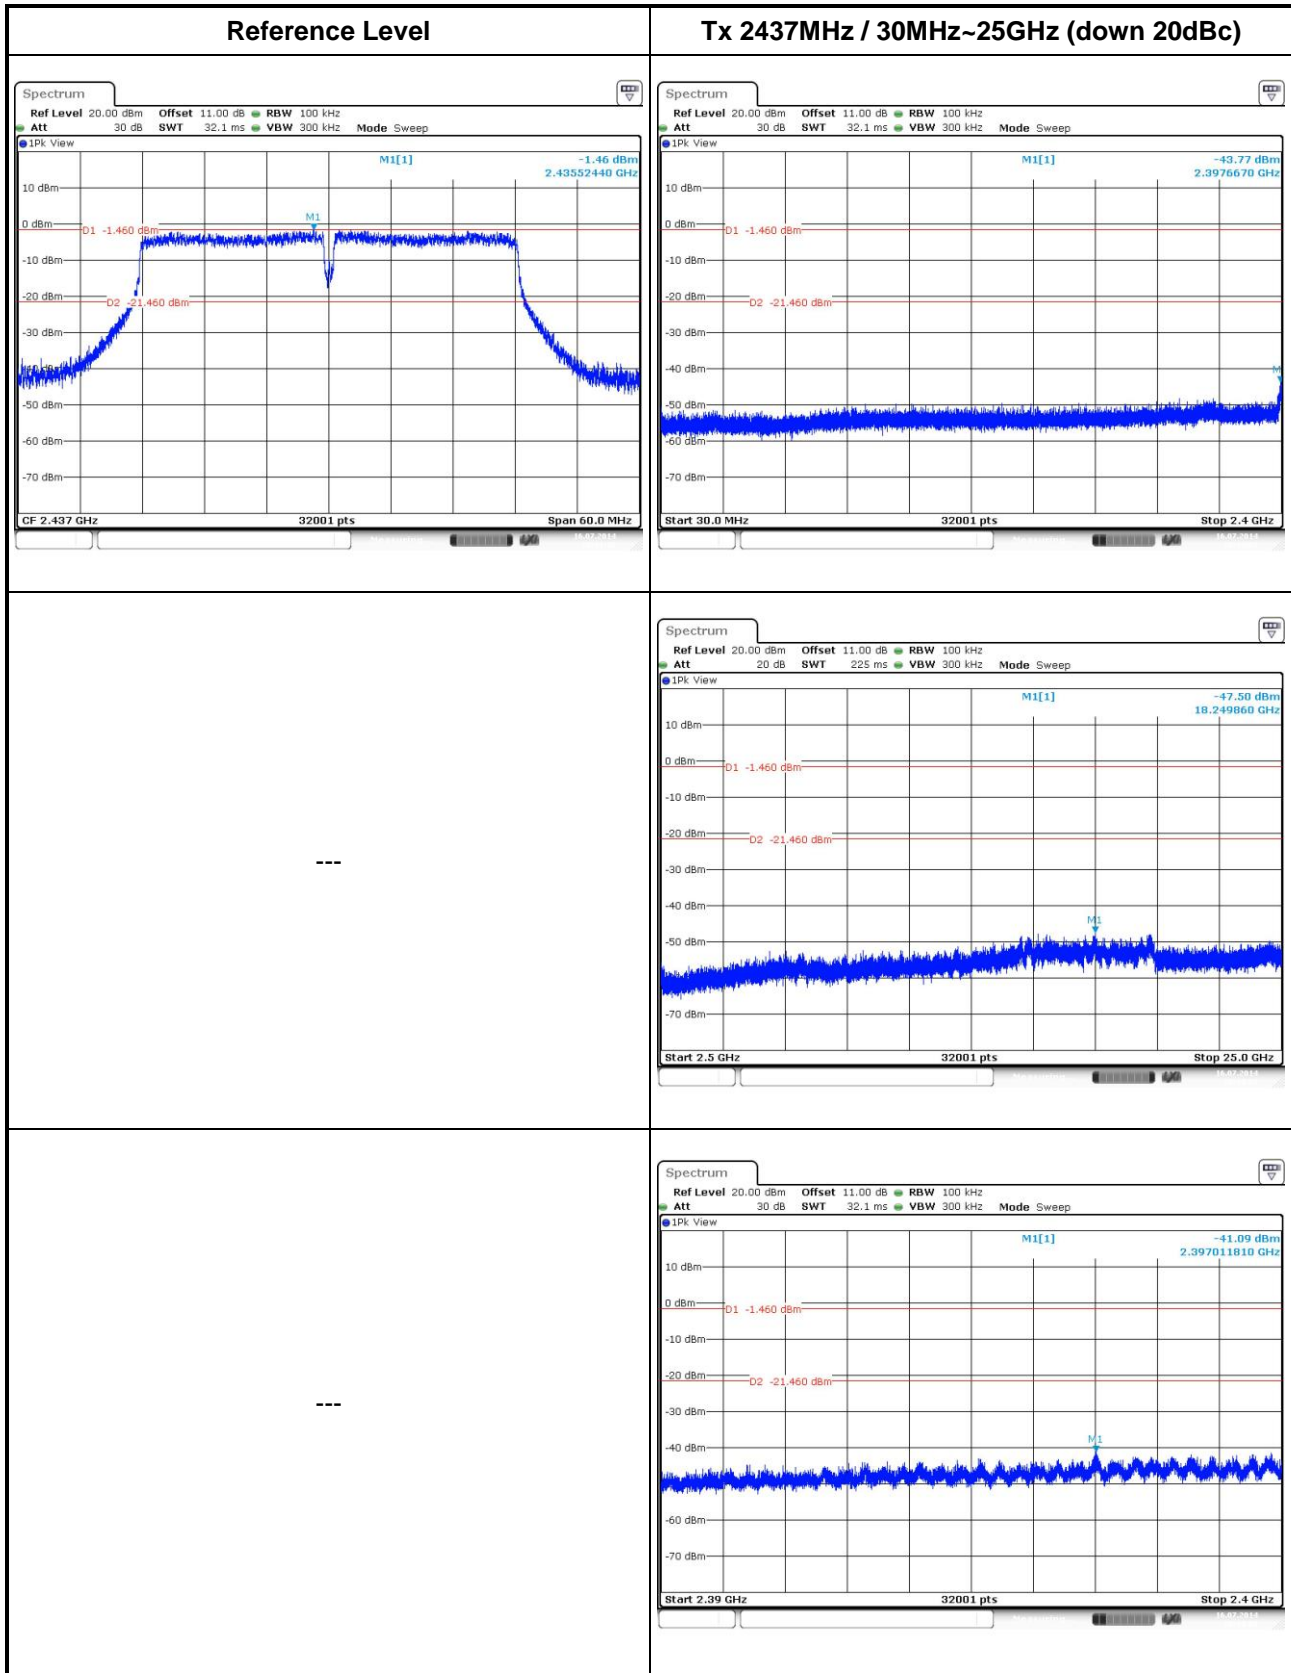 Reference Level
Tx 2437MHz / 30MHz~25GHz (down 20dBc)
Spectrum
Ref Level 20.00 dBm Offset 11.00 dB RBW 100 kHz
Att 30 dB SWT 32.1 ms VBW 300 kHz Mode Sweep
1Pk View
M1[1] -1.46 dBm
2.43552440 GHz
10 dBm
M1
0 dBm
D1 -1.460 dBm
-10 dBm
-20 dBm
D2 -21.460 dBm
-30 dBm
-50 dBm
-60 dBm
-70 dBm
CF 2.437 GHz 32001 pts Span 60.0 MHz
Spectrum
Ref Level 20.00 dBm Offset 11.00 dB RBW 100 kHz
Att 30 dB SWT 32.1 ms VBW 300 kHz Mode Sweep
1Pk View
M1[1] -43.77 dBm
2.3976670 GHz
10 dBm
0 dBm
D1 -1.460 dBm
-10 dBm
-20 dBm
D2 -21.460 dBm
-30 dBm
-40 dBm
M
-50 dBm
-60 dBm
-70 dBm
Start 30.0 MHz 32001 pts Stop 2.4 GHz
---
Spectrum
Ref Level 20.00 dBm Offset 11.00 dB RBW 100 kHz
Att 20 dB SWT 225 ms VBW 300 kHz Mode Sweep
1Pk View
M1[1] -47.50 dBm
18.249860 GHz
10 dBm
0 dBm
D1 -1.460 dBm
-10 dBm
-20 dBm
D2 -21.460 dBm
-30 dBm
-40 dBm
M1
-50 dBm
-70 dBm
Start 2.5 GHz 32001 pts Stop 25.0 GHz
---
Spectrum
Ref Level 20.00 dBm Offset 11.00 dB RBW 100 kHz
Att 30 dB SWT 32.1 ms VBW 300 kHz Mode Sweep
1Pk View
M1[1] -41.09 dBm
2.397011810 GHz
10 dBm
0 dBm
D1 -1.460 dBm
-10 dBm
-20 dBm
D2 -21.460 dBm
-30 dBm
-40 dBm
M1
-60 dBm
-70 dBm
Start 2.39 GHz 32001 pts Stop 2.4 GHz